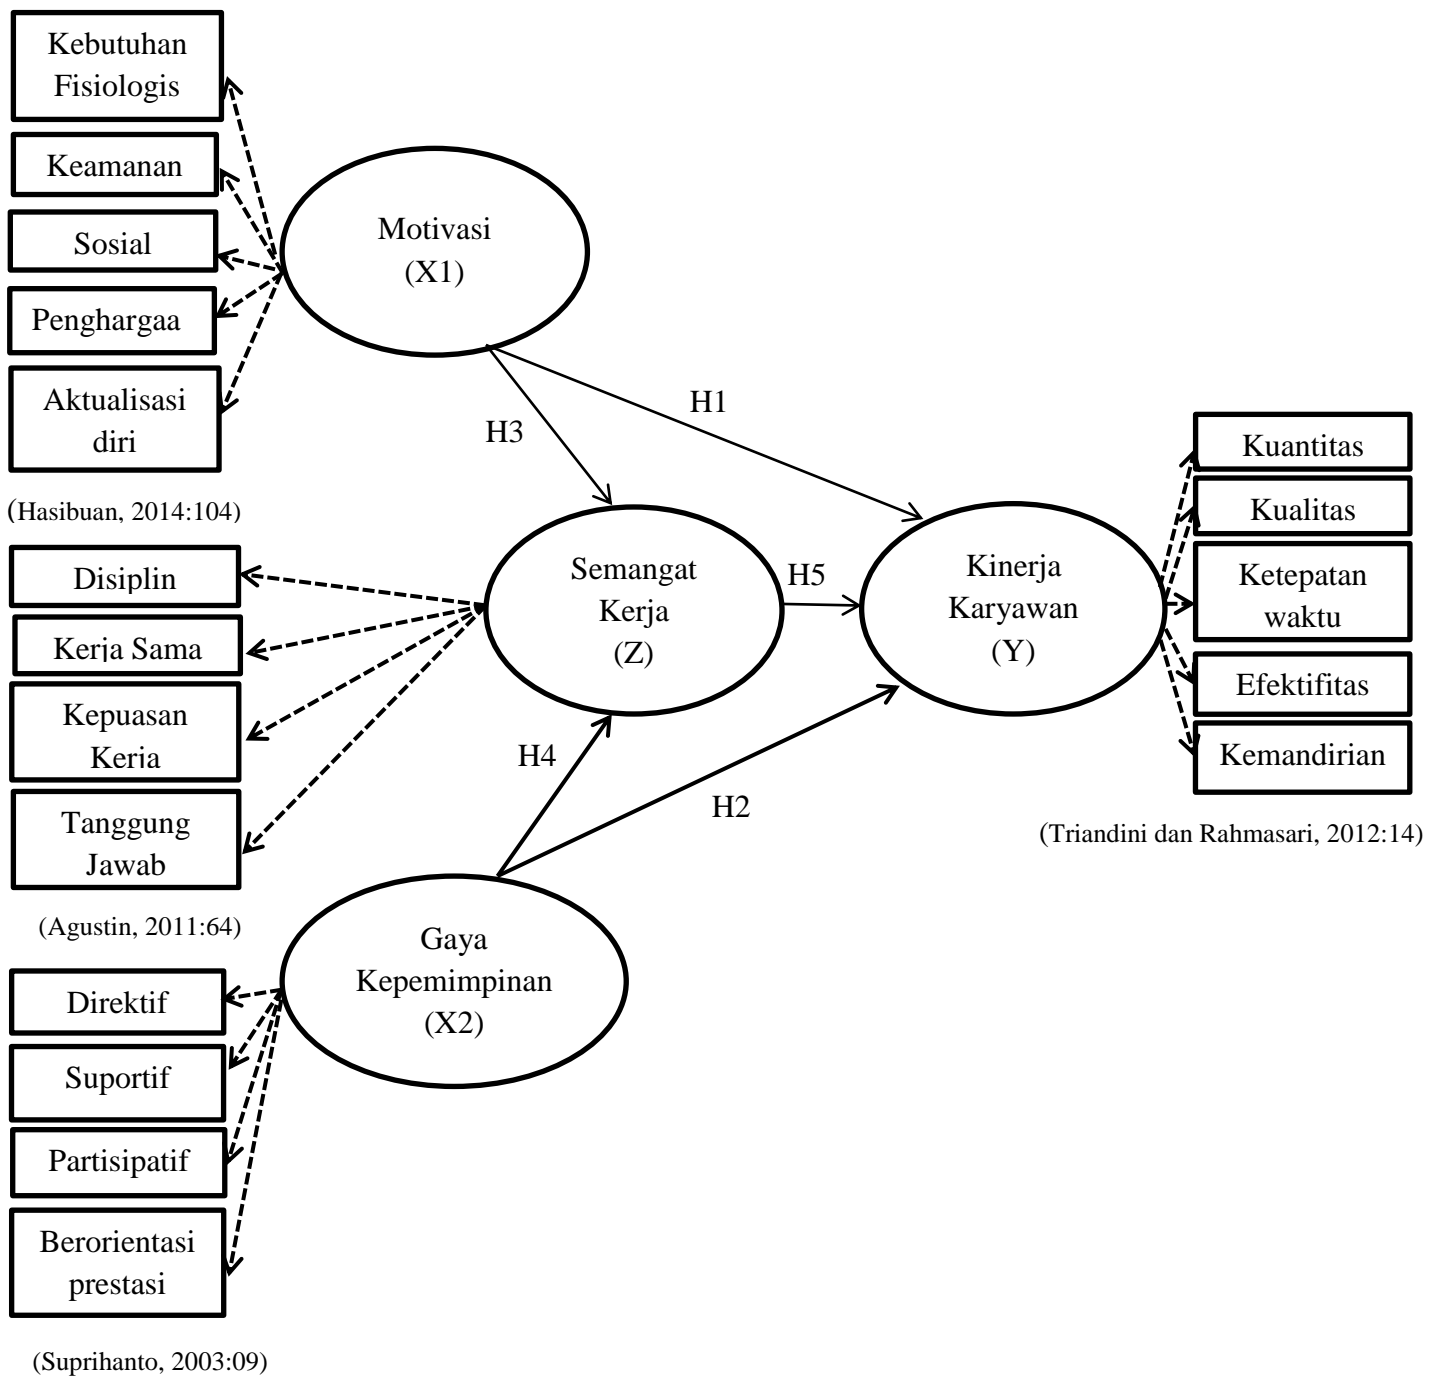 Kebutuhan
Fisiologis
Keamanan
Sosial
Penghargaa
Aktualisasi
diri
(Hasibuan, 2014:104)
Motivasi
(X1)
H1
H3
Disiplin
Kerja Sama
Kepuasan
Kerja
Tanggung
Jawab
(Agustin, 2011:64)
Semangat
Kerja
(Z)
H5
Kinerja
Karyawan
(Y)
Kuantitas
Kualitas
Ketepatan
waktu
Efektifitas
Kemandirian
(Triandini dan Rahmasari, 2012:14)
H4
H2
Gaya
Kepemimpinan
(X2)
Direktif
Suportif
Partisipatif
Berorientasi
prestasi
(Suprihanto, 2003:09)